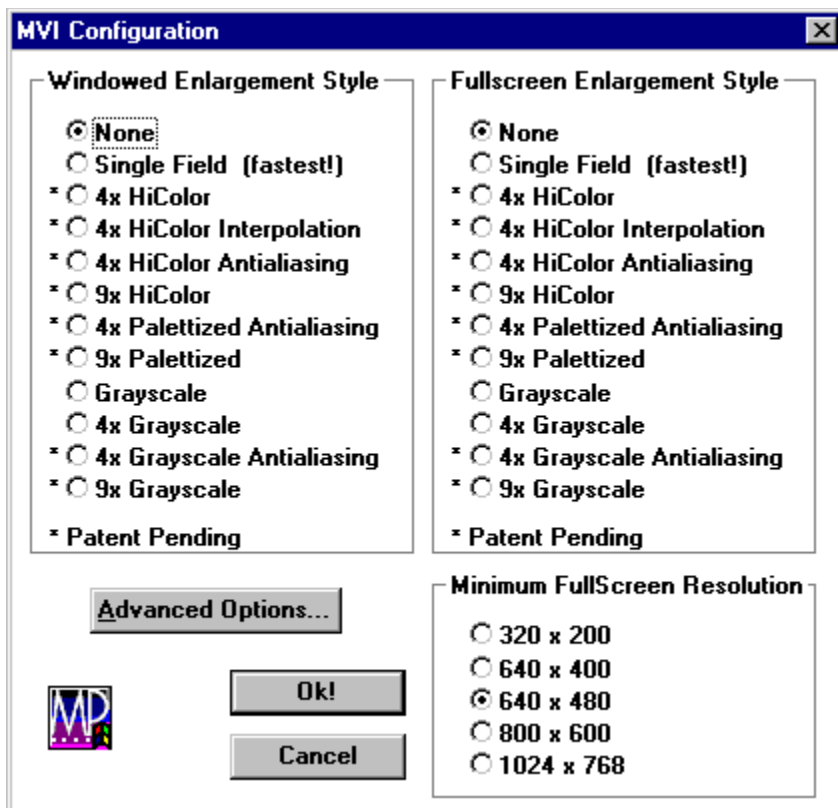 MVI Configuration
Windowed Enlargement Style
None
Single Field (fastest!)
* 4x HiColor
* 4x HiColor Interpolation
* 4x HiColor Antialiasing
* 9x HiColor
* 4x Palettized Antialiasing
* 9x Palettized
Grayscale
4x Grayscale
* 4x Grayscale Antialiasing
* 9x Grayscale
* Patent Pending
Fullscreen Enlargement Style
None
Single Field (fastest!)
* 4x HiColor
* 4x HiColor Interpolation
* 4x HiColor Antialiasing
* 9x HiColor
* 4x Palettized Antialiasing
* 9x Palettized
Grayscale
4x Grayscale
* 4x Grayscale Antialiasing
* 9x Grayscale
* Patent Pending
Advanced Options...
Minimum FullScreen Resolution
320 x 200
640 x 400
640 x 480
800 x 600
1024 x 768
MP
Ok!
Cancel